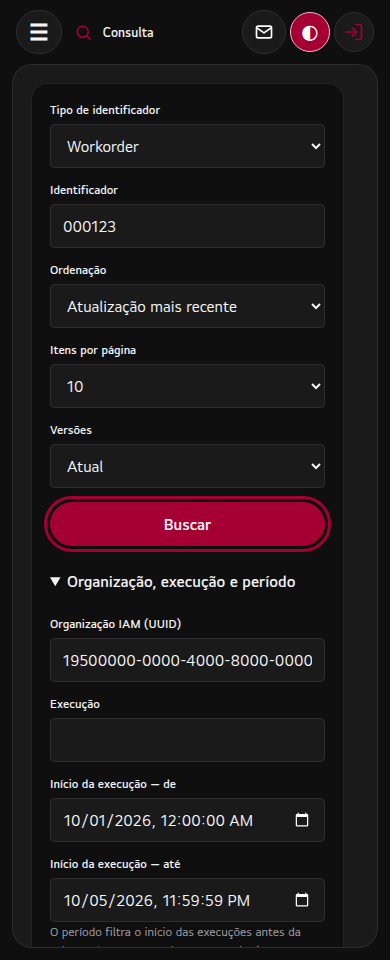 Consulta
Tipo de identificador
Workorder
Identificador
000123
Ordenação
Atualização mais recente
Itens por página
10
Versões
Atual
Buscar
▼ Organização, execução e período
Organização IAM (UUID)
19500000-0000-4000-8000-0000
Execução
Início da execução — de
10/01/2026, 12:00:00 AM
Início da execução — até
10/05/2026, 11:59:59 PM
O período filtra o início das execuções antes da